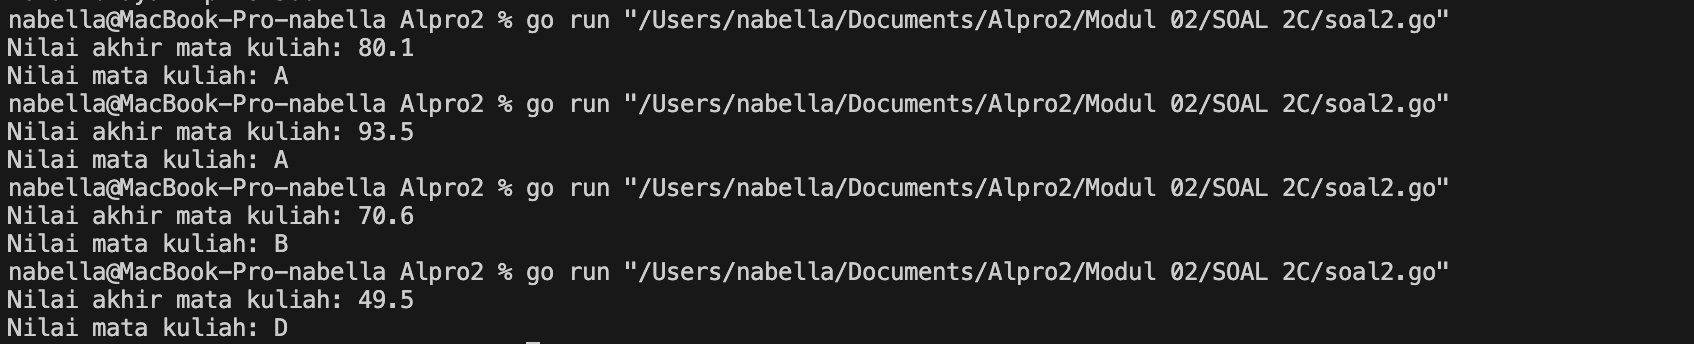 nabella@MacBook-Pro-nabella Alpro2 % go run "/Users/nabella/Documents/Alpro2/Modul 02/SOAL 2C/soal2.go"
Nilai akhir mata kuliah: 80.1
Nilai mata kuliah: A
nabella@MacBook-Pro-nabella Alpro2 % go run "/Users/nabella/Documents/Alpro2/Modul 02/SOAL 2C/soal2.go"
Nilai akhir mata kuliah: 93.5
Nilai mata kuliah: A
nabella@MacBook-Pro-nabella Alpro2 % go run "/Users/nabella/Documents/Alpro2/Modul 02/SOAL 2C/soal2.go"
Nilai akhir mata kuliah: 70.6
Nilai mata kuliah: B
nabella@MacBook-Pro-nabella Alpro2 % go run "/Users/nabella/Documents/Alpro2/Modul 02/SOAL 2C/soal2.go"
Nilai akhir mata kuliah: 49.5
Nilai mata kuliah: D